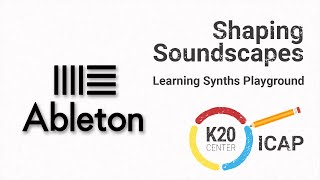 Shaping
Soundscapes
Learning Synths Playground
Ableton
K20
CENTER
ICAP